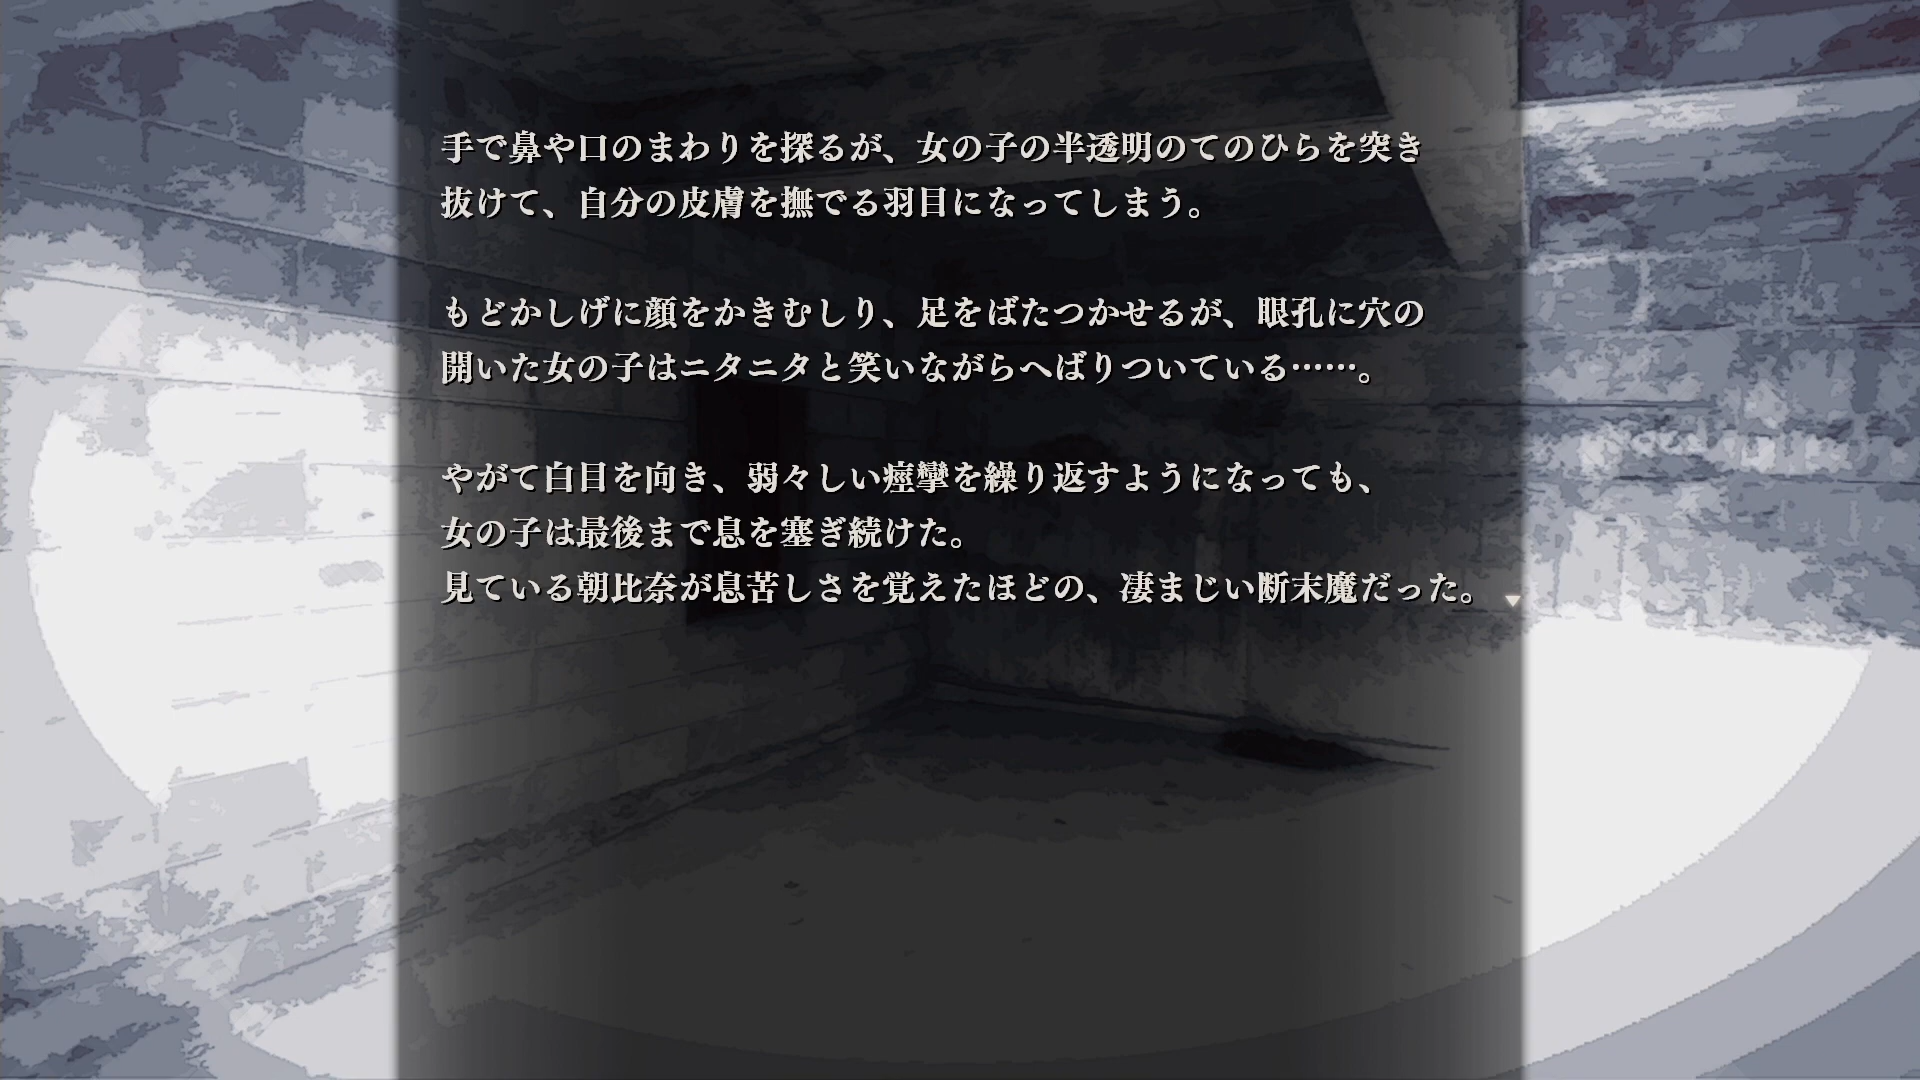 手で鼻や口のまわりを探るが、女の子の半透明のてのひらを突き
抜けて、自分の皮膚を撫でる羽目になってしまう。
もどかしげに顔をかきむしり、足をばたつかせるが、眼孔に穴の
開いた女の子はニタニタと笑いながらへばりついている……。
やがて白目を向き、弱々しい痙攣を繰り返すようになっても、
女の子は最後まで息を塞ぎ続けた。
見ている朝比奈が息苦しさを覚えたほどの、凄まじい断末魔だった。